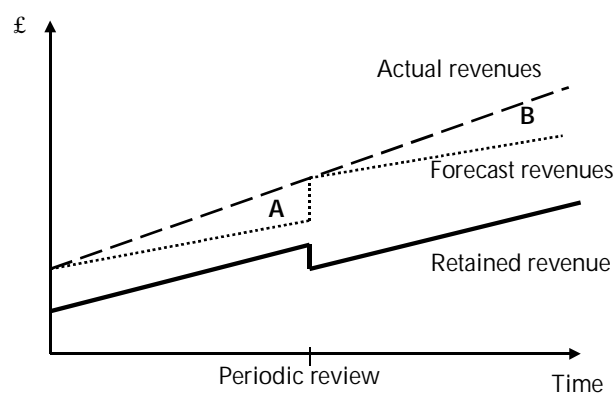 £
Actual revenues
B
Forecast revenues
A
Retained revenue
Periodic review
Time